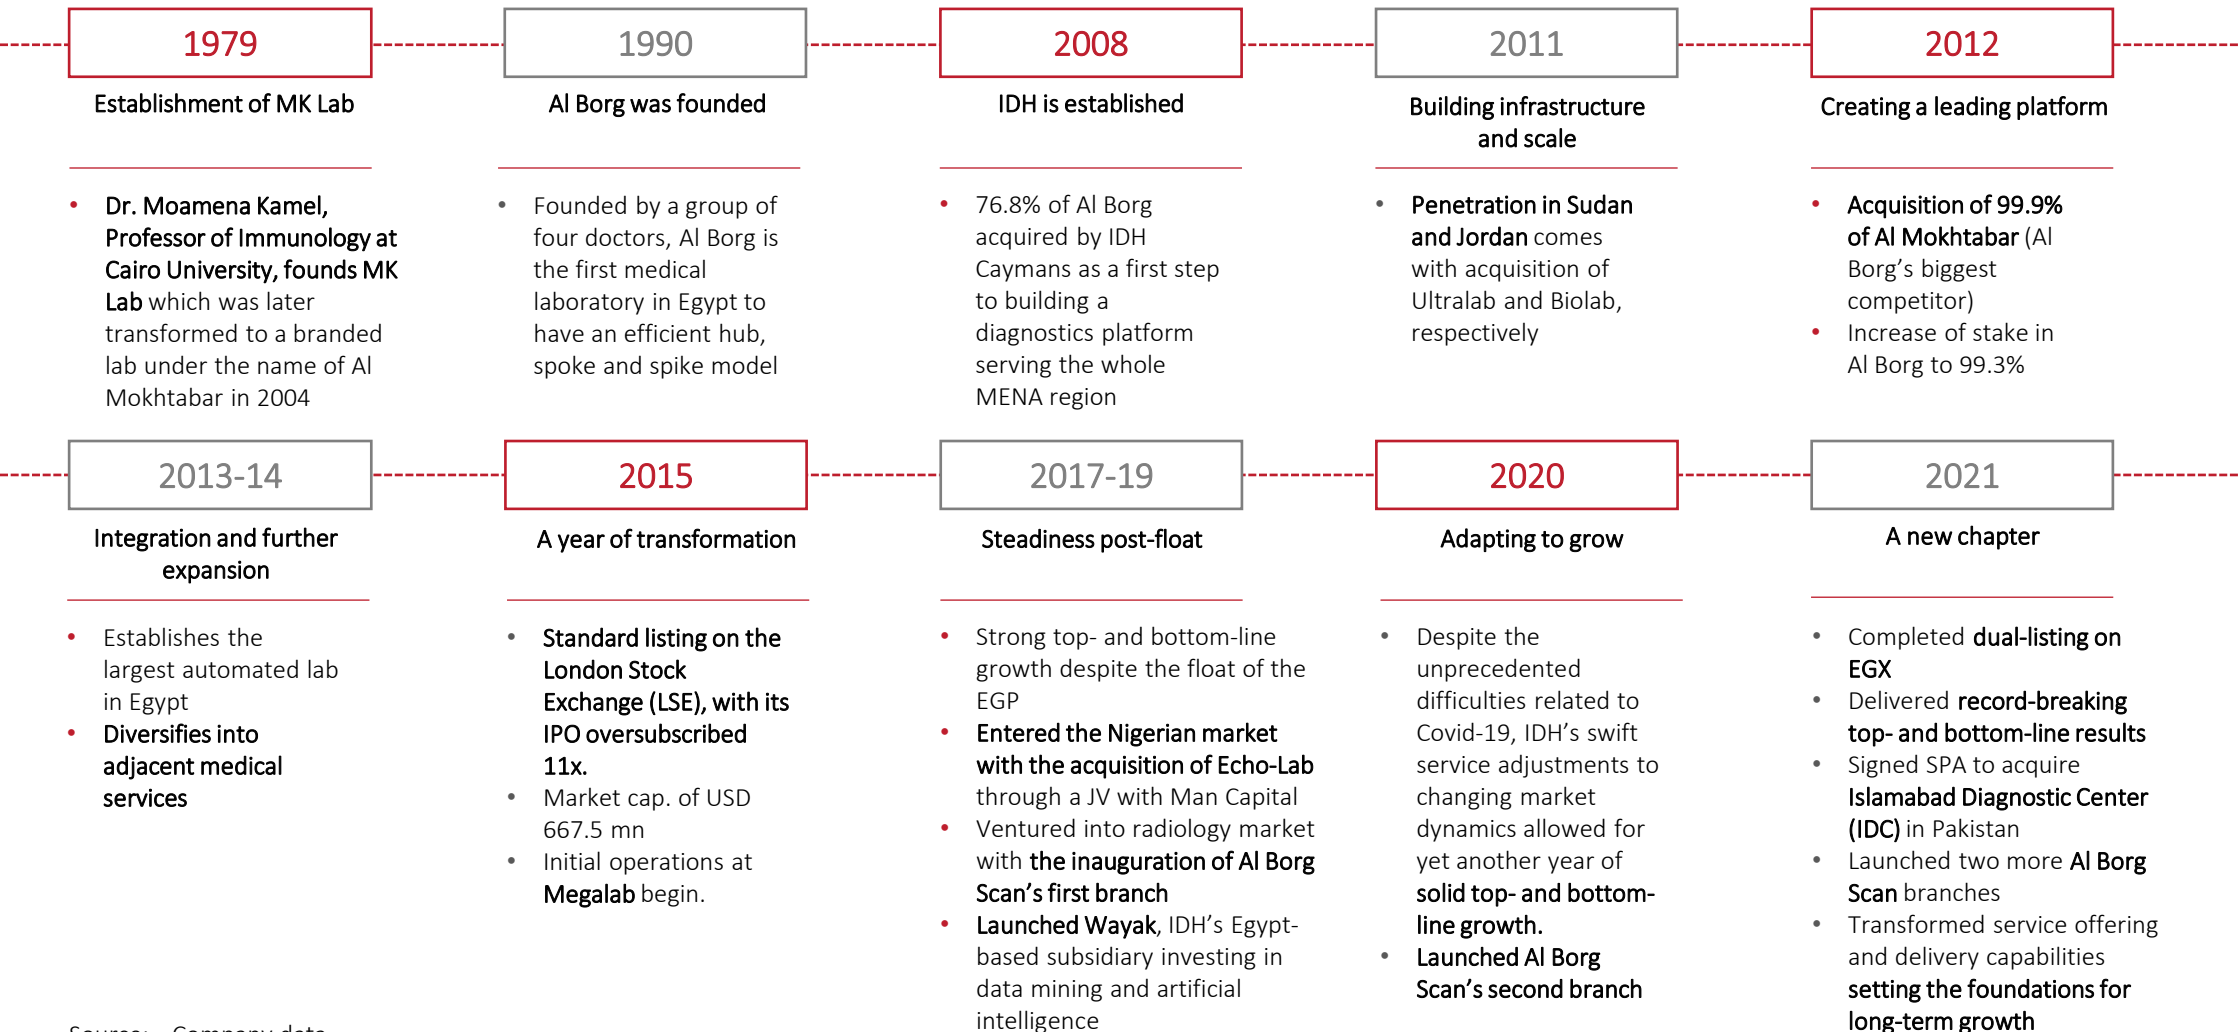 1979
Establishment of MK Lab
• Dr. Moamena Kamel,
Professor of Immunology at
Cairo University, founds MK
Lab which was later
transformed to a branded
lab under the name of Al
Mokhtabar in 2004
1990
Al Borg was founded
• Founded by a group of
four doctors, Al Borg is
the first medical
laboratory in Egypt to
have an efficient hub,
spoke and spike model
2008
IDH is established
• 76.8% of Al Borg
acquired by IDH
Caymans as a first step
to building a
diagnostics platform
serving the whole
MENA region
2011
Building infrastructure
and scale
• Penetration in Sudan
and Jordan comes
with acquisition of
Ultralab and Biolab,
respectively
2012
Creating a leading platform
• Acquisition of 99.9%
of Al Mokhtabar (Al
Borg’s biggest
competitor)
• Increase of stake in
Al Borg to 99.3%
2013-14
Integration and further
expansion
• Establishes the
largest automated lab
in Egypt
• Diversifies into
adjacent medical
services
2015
A year of transformation
• Standard listing on the
London Stock
Exchange (LSE), with its
IPO oversubscribed
11x.
• Market cap. of USD
667.5 mn
• Initial operations at
Megalab begin.
2017-19
Steadiness post-float
• Strong top- and bottom-line
growth despite the float of the
EGP
• Entered the Nigerian market
with the acquisition of Echo-Lab
through a JV with Man Capital
• Ventured into radiology market
with the inauguration of Al Borg
Scan’s first branch
• Launched Wayak, IDH’s Egypt-
based subsidiary investing in
data mining and artificial
intelligence
2020
Adapting to grow
• Despite the
unprecedented
difficulties related to
Covid-19, IDH’s swift
service adjustments to
changing market
dynamics allowed for
yet another year of
solid top- and bottom-
line growth.
• Launched Al Borg
Scan’s second branch
2021
A new chapter
• Completed dual-listing on
EGX
• Delivered record-breaking
top- and bottom-line results
• Signed SPA to acquire
Islamabad Diagnostic Center
(IDC) in Pakistan
• Launched two more Al Borg
Scan branches
• Transformed service offering
and delivery capabilities
setting the foundations for
long-term growth
Source: Company data